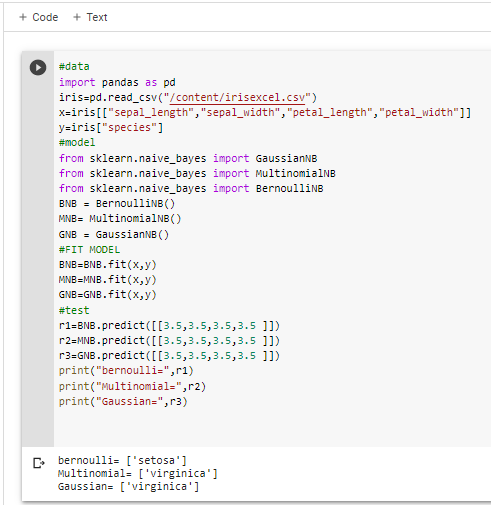 + Code + Text
#data
import pandas as pd
iris=pd.read_csv("/content/irisexcel.csv")
x=iris[["sepal_length","sepal_width","petal_length","petal_width"]]
y=iris["species"]
#model
from sklearn.naive_bayes import GaussianNB
from sklearn.naive_bayes import MultinomialNB
from sklearn.naive_bayes import BernoulliNB
BNB = BernoulliNB()
MNB= MultinomialNB()
GNB = GaussianNB()
#FIT MODEL
BNB=BNB.fit(x,y)
MNB=MNB.fit(x,y)
GNB=GNB.fit(x,y)
#test
r1=BNB.predict([[3.5,3.5,3.5,3.5 ]])
r2=MNB.predict([[3.5,3.5,3.5,3.5 ]])
r3=GNB.predict([[3.5,3.5,3.5,3.5 ]])
print("bernoulli=",r1)
print("Multinomial=",r2)
print("Gaussian=",r3)
bernoulli= ['setosa']
Multinomial= ['virginica']
Gaussian= ['virginica']